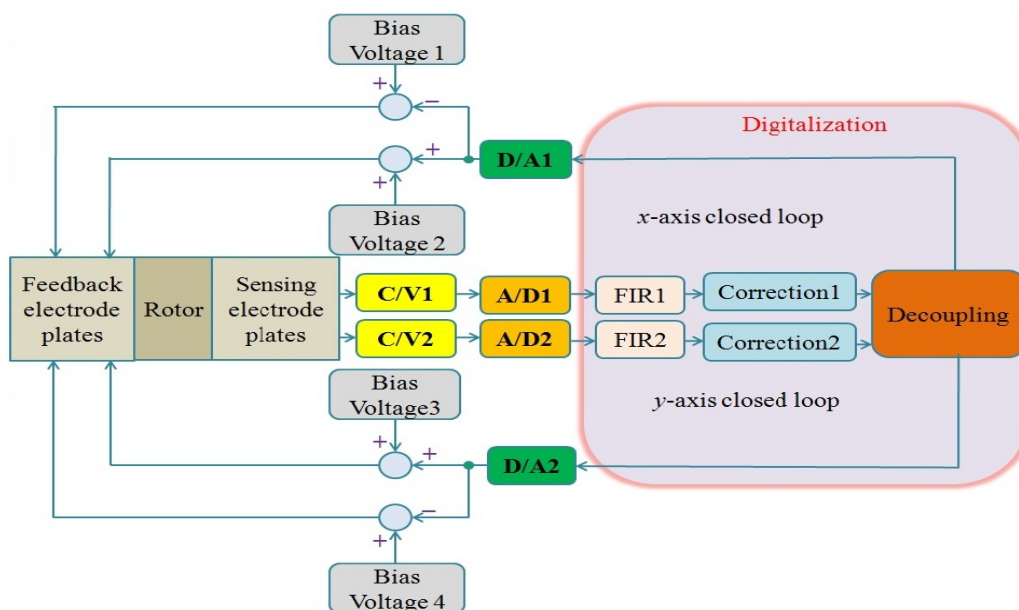 Bias
Voltage 1
+
−
Digitalization
+
D/A1
+
Bias
Voltage 2
x-axis closed loop
Feedback
electrode
plates
Rotor
Sensing
electrode
plates
C/V1
A/D1
FIR1
Correction1
Decoupling
C/V2
A/D2
FIR2
Correction2
Bias
Voltage3
y-axis closed loop
+
+
D/A2
−
+
Bias
Voltage 4